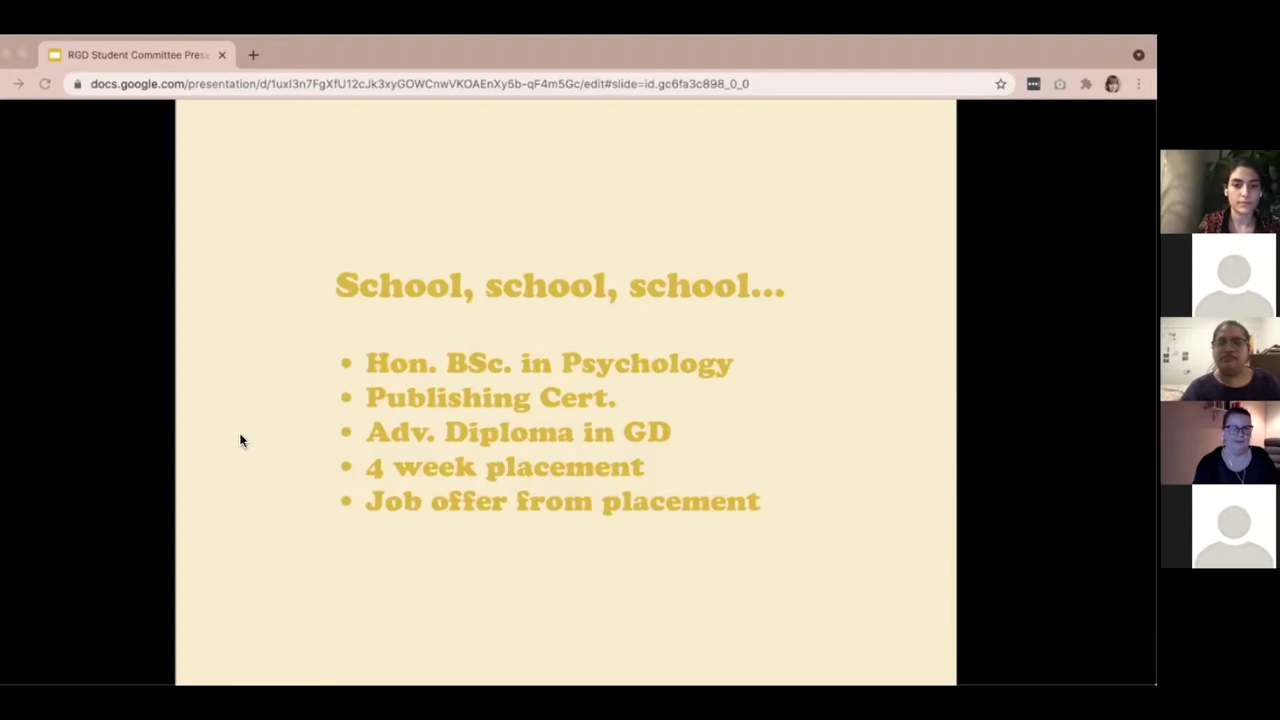 RGD Student Committee Prese
docs.google.com/presentation/d/1uxI3n7FgXfU12cJk3xyGOWCnwVKOAEnXy5b-qF4m5Gc/edit#slide=id.gc6fa3c898_0_0
School, school, school...
• Hon. BSc. in Psychology
• Publishing Cert.
• Adv. Diploma in GD
• 4 week placement
• Job offer from placement